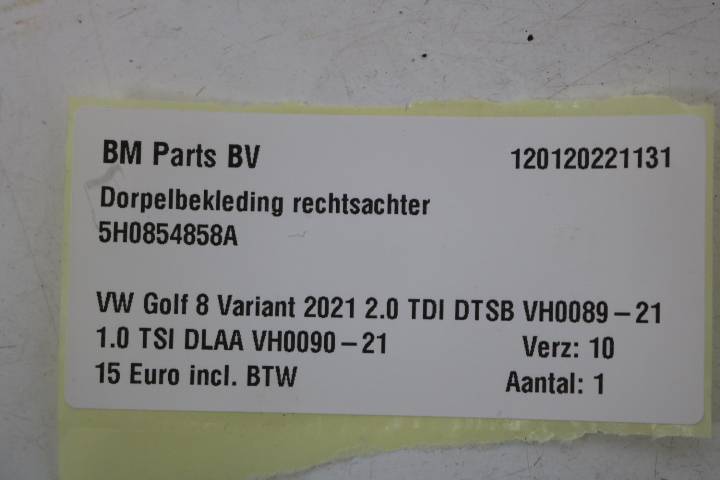 BM Parts BV 120120221131
Dorpelbekleding rechtsachter
5H0854858A
VW Golf 8 Variant 2021 2.0 TDI DTSB VH0089-21
1.0 TSI DLAA VH0090-21 Verz: 10
15 Euro incl. BTW Aantal: 1